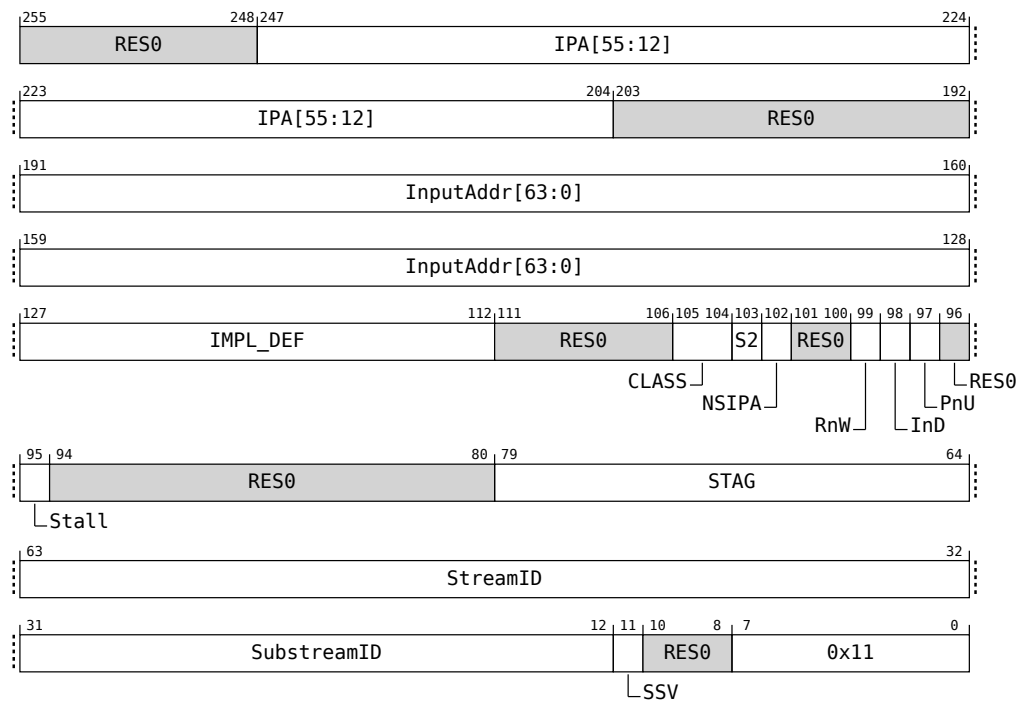 255 248 247 224
RES0 IPA[55:12]
223 204 203 192
IPA[55:12] RES0
191 160
InputAddr[63:0]
159 128
InputAddr[63:0]
127 112 111 106 105 104 103 102 101 100 99 98 97 96
IMPL_DEF RES0 S2 RES0
CLASS RES0
NSIPA PnU
RnW InD
95 94 80 79 64
RES0 STAG
Stall
63 32
StreamID
31 12 11 10 8 7 0
SubstreamID RES0 0x11
SSV